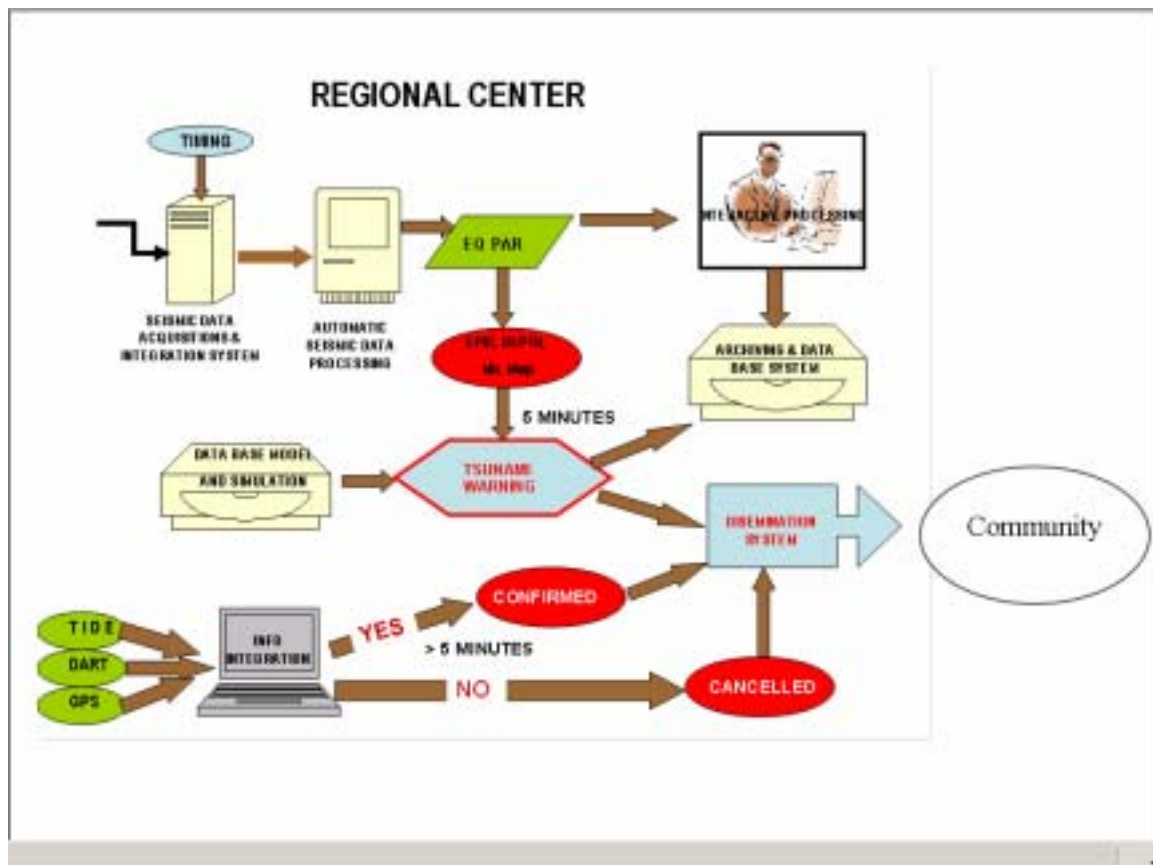 REGIONAL CENTER
TIMING
EQ PAR
INTERACTIVE PROCESSING
SEISMIC DATA
ACQUISITIONS &
INTEGRATION SYSTEM
AUTOMATIC
SEISMIC DATA
PROCESSING
ARCHIVING & DATA
BASE SYSTEM
5 MINUTES
DATA BASE MODEL
AND SIMULATION
TSUNAMI
WARNING
DISEMINATION
SYSTEM
Community
TIDE
DART
GPS
INFO
INTEGRATION
YES
CONFIRMED
> 5 MINUTES
NO
CANCELLED